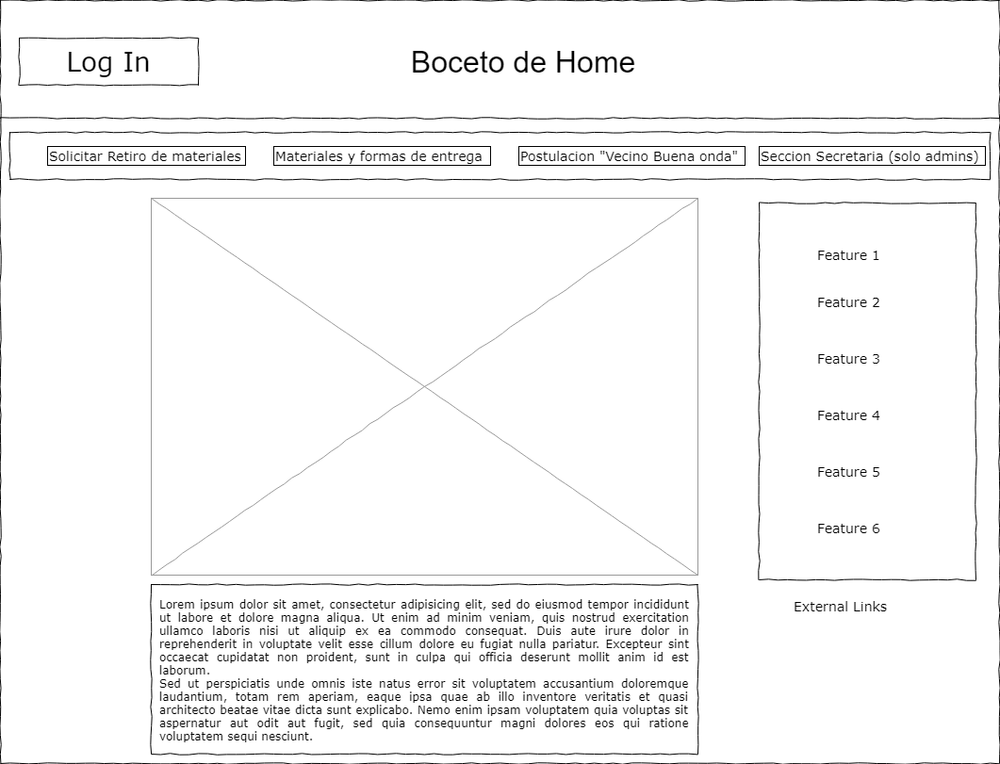 Log In
Boceto de Home
Solicitar Retiro de materiales
Materiales y formas de entrega
Postulacion "Vecino Buena onda"
Seccion Secretaria (solo admins)
Feature 1
Feature 2
Feature 3
Feature 4
Feature 5
Feature 6
External Links
Lorem ipsum dolor sit amet, consectetur adipisicing elit, sed do eiusmod tempor incididunt
ut labore et dolore magna aliqua. Ut enim ad minim veniam, quis nostrud exercitation
ullamco laboris nisi ut aliquip ex ea commodo consequat. Duis aute irure dolor in
reprehenderit in voluptate velit esse cillum dolore eu fugiat nulla pariatur. Excepteur sint
occaecat cupidatat non proident, sunt in culpa qui officia deserunt mollit anim id est
laborum.
Sed ut perspiciatis unde omnis iste natus error sit voluptatem accusantium doloremque
laudantium, totam rem aperiam, eaque ipsa quae ab illo inventore veritatis et quasi
architecto beatae vitae dicta sunt explicabo. Nemo enim ipsam voluptatem quia voluptas sit
aspernatur aut odit aut fugit, sed quia consequuntur magni dolores eos qui ratione
voluptatem sequi nesciunt.